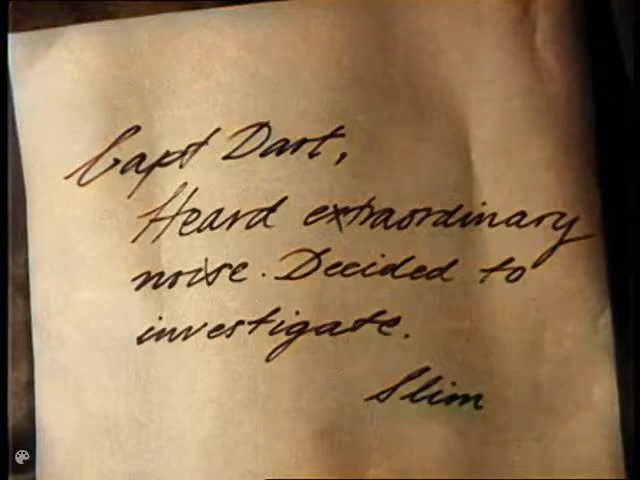 Capt Dart,
Heard extraordinary
noise. Decided to
investigate.
Slim